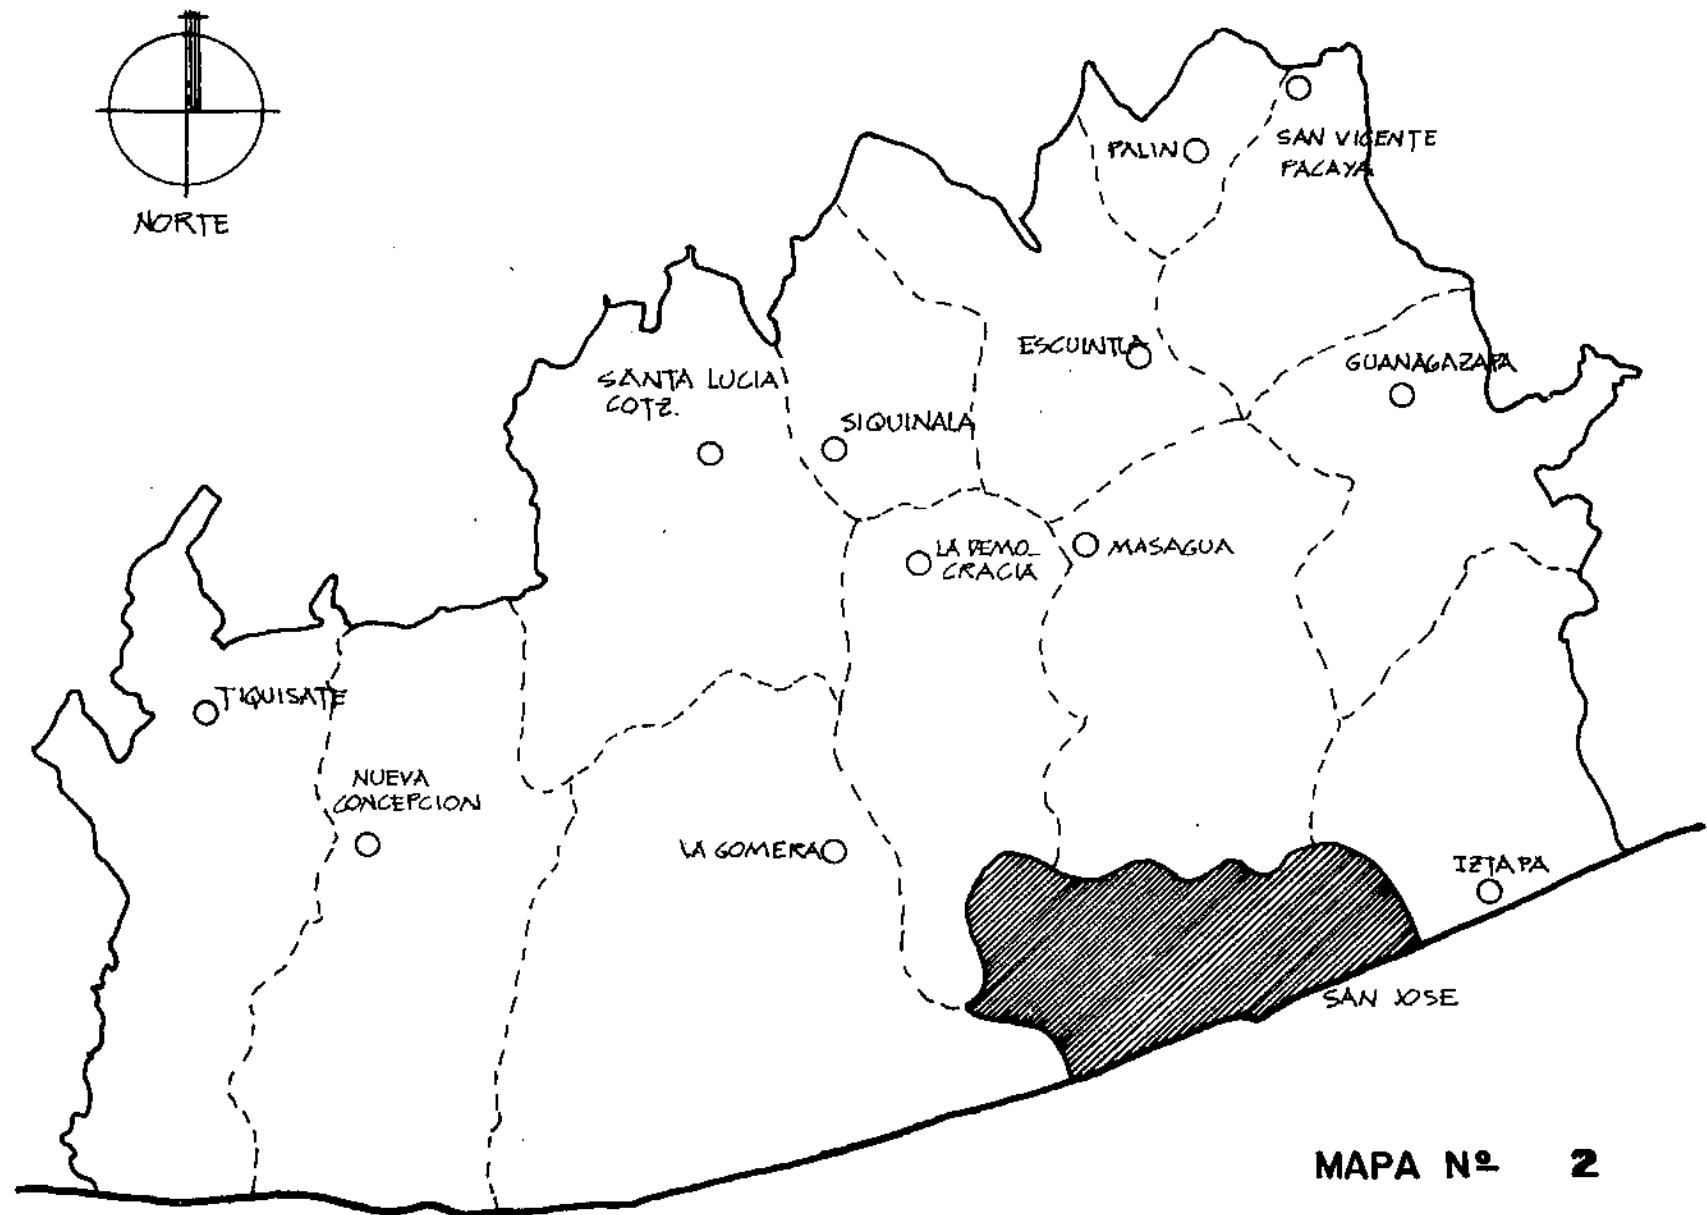 NORTE
PALIN
SAN VICENTE
PACAYA
ESCUINTLA
GUANAGAZAPA
SANTA LUCIA
COTZ.
SIQUINALA
LA DEMO-
CRACIA
MASAGUA
TIQUISATE
NUEVA
CONCEPCION
LA GOMERA
IZTAPA
SAN JOSE
MAPA Nº 2